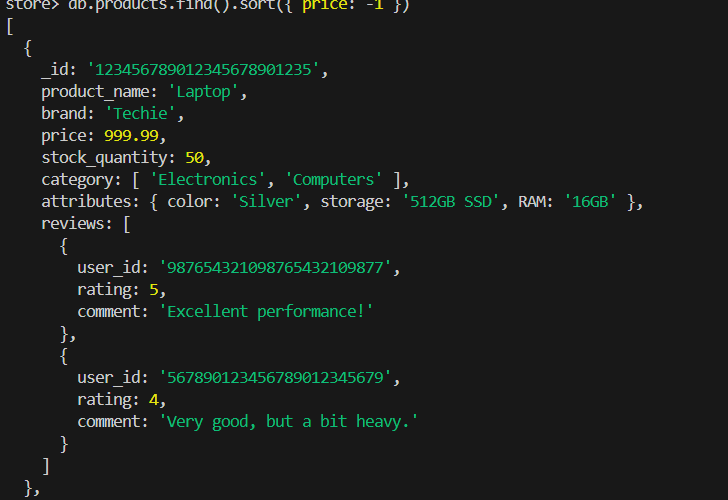 store> db.products.find().sort({ price: -1 })
[
  {
    _id: '123456789012345678901235',
    product_name: 'Laptop',
    brand: 'Techie',
    price: 999.99,
    stock_quantity: 50,
    category: [ 'Electronics', 'Computers' ],
    attributes: { color: 'Silver', storage: '512GB SSD', RAM: '16GB' },
    reviews: [
      {
        user_id: '987654321098765432109877',
        rating: 5,
        comment: 'Excellent performance!'
      },
      {
        user_id: '567890123456789012345679',
        rating: 4,
        comment: 'Very good, but a bit heavy.'
      }
    ]
  },